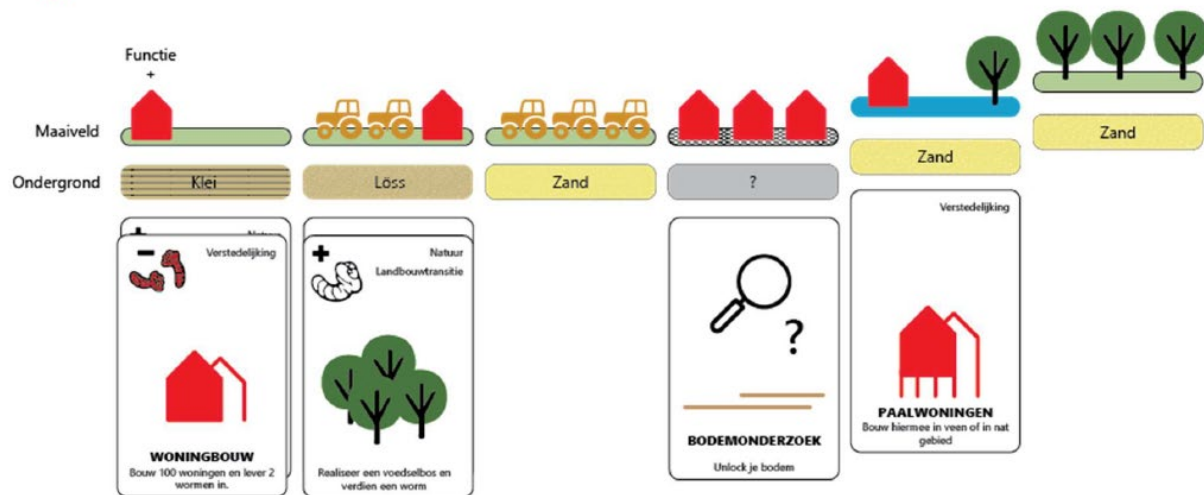 Functie
+
Maaiveld
Ondergrond
Klei
Löss
Zand
?
Zand
Zand
+
-
Verstedelijking
WONINGBOUW
Bouw 100 woningen en lever 2
wormen in.
+
Natuur
Landbouwtransitie
Realiseer een voedselbos en
verdien een worm
?
BODEMONDERZOEK
Unlock je bodem
Verstedelijking
PAALWONINGEN
Bouw hiermee in veen of in nat
gebied